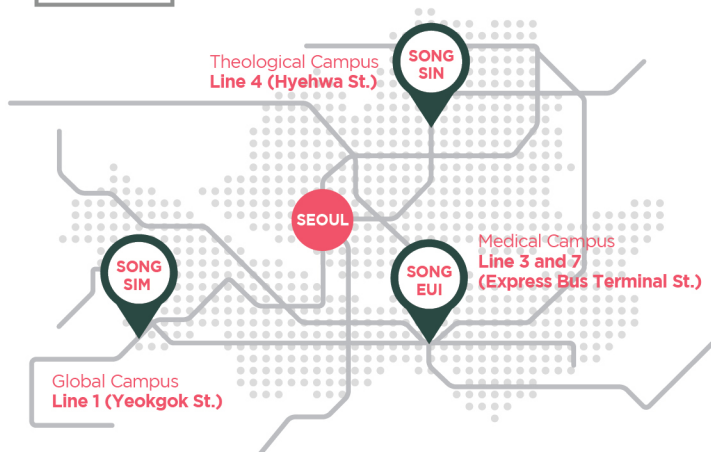 Theological Campus
Line 4 (Hyehwa St.)
SONG
SIN
SEOUL
SONG
SIM
SONG
EUI
Medical Campus
Line 3 and 7
(Express Bus Terminal St.)
Global Campus
Line 1 (Yeokgok St.)